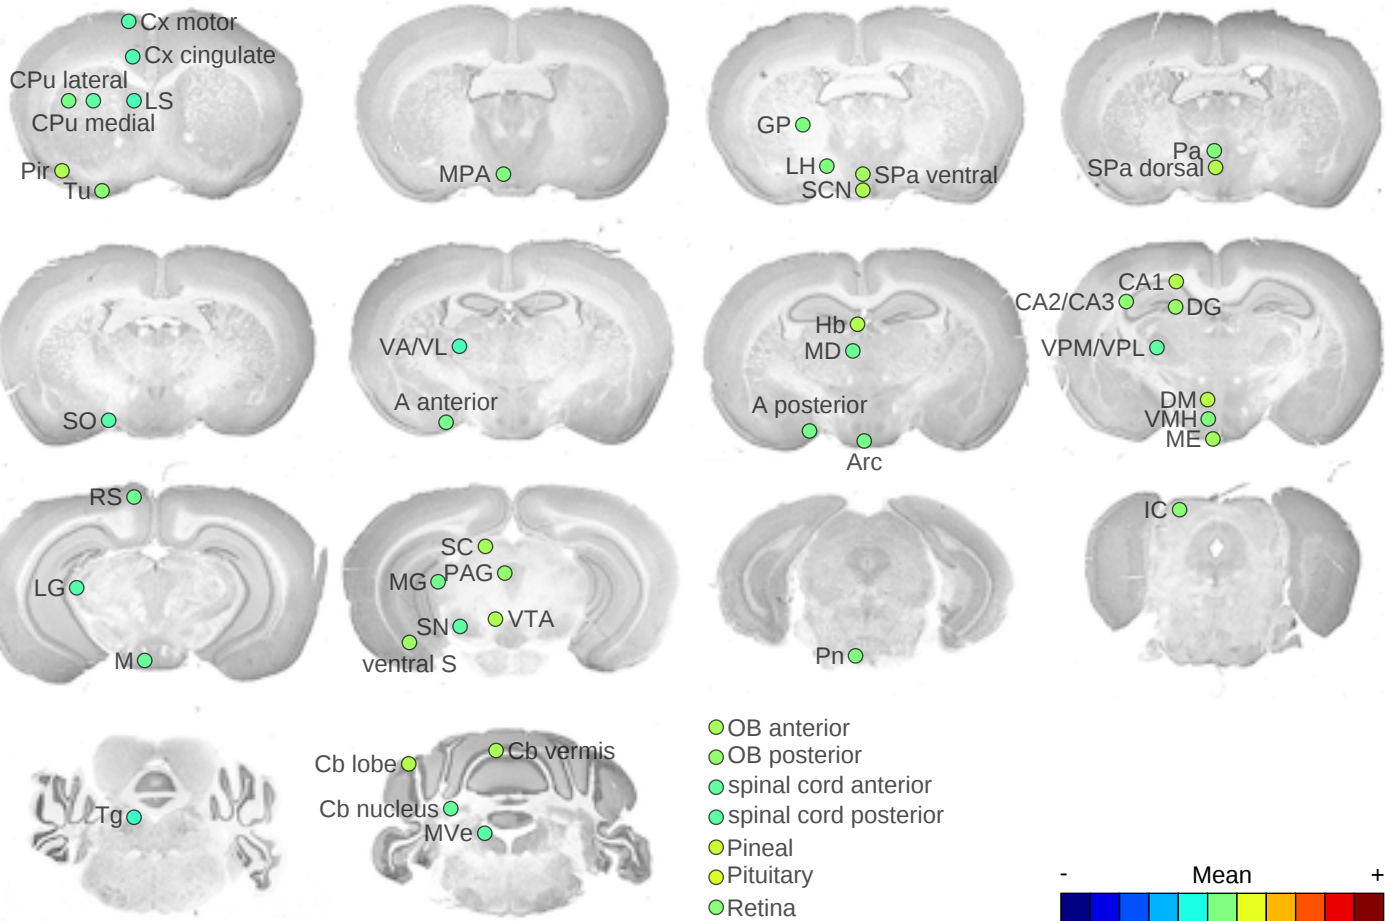 Cx motor
Cx cingulate
CPu lateral
LS
CPu medial
Pir
Tu
MPA
GP
LH
SPa ventral
SCN
Pa
SPa dorsal
SO
VA/VL
A anterior
Hb
MD
A posterior
Arc
CA1
CA2/CA3
DG
VPM/VPL
DM
VMH
ME
RS
LG
M
SC
PAG
MG
VTA
SN
ventral S
Pn
IC
Tg
Cb lobe
Cb vermis
Cb nucleus
MVe
OB anterior
OB posterior
spinal cord anterior
spinal cord posterior
Pineal
Pituitary
Retina
- Mean +